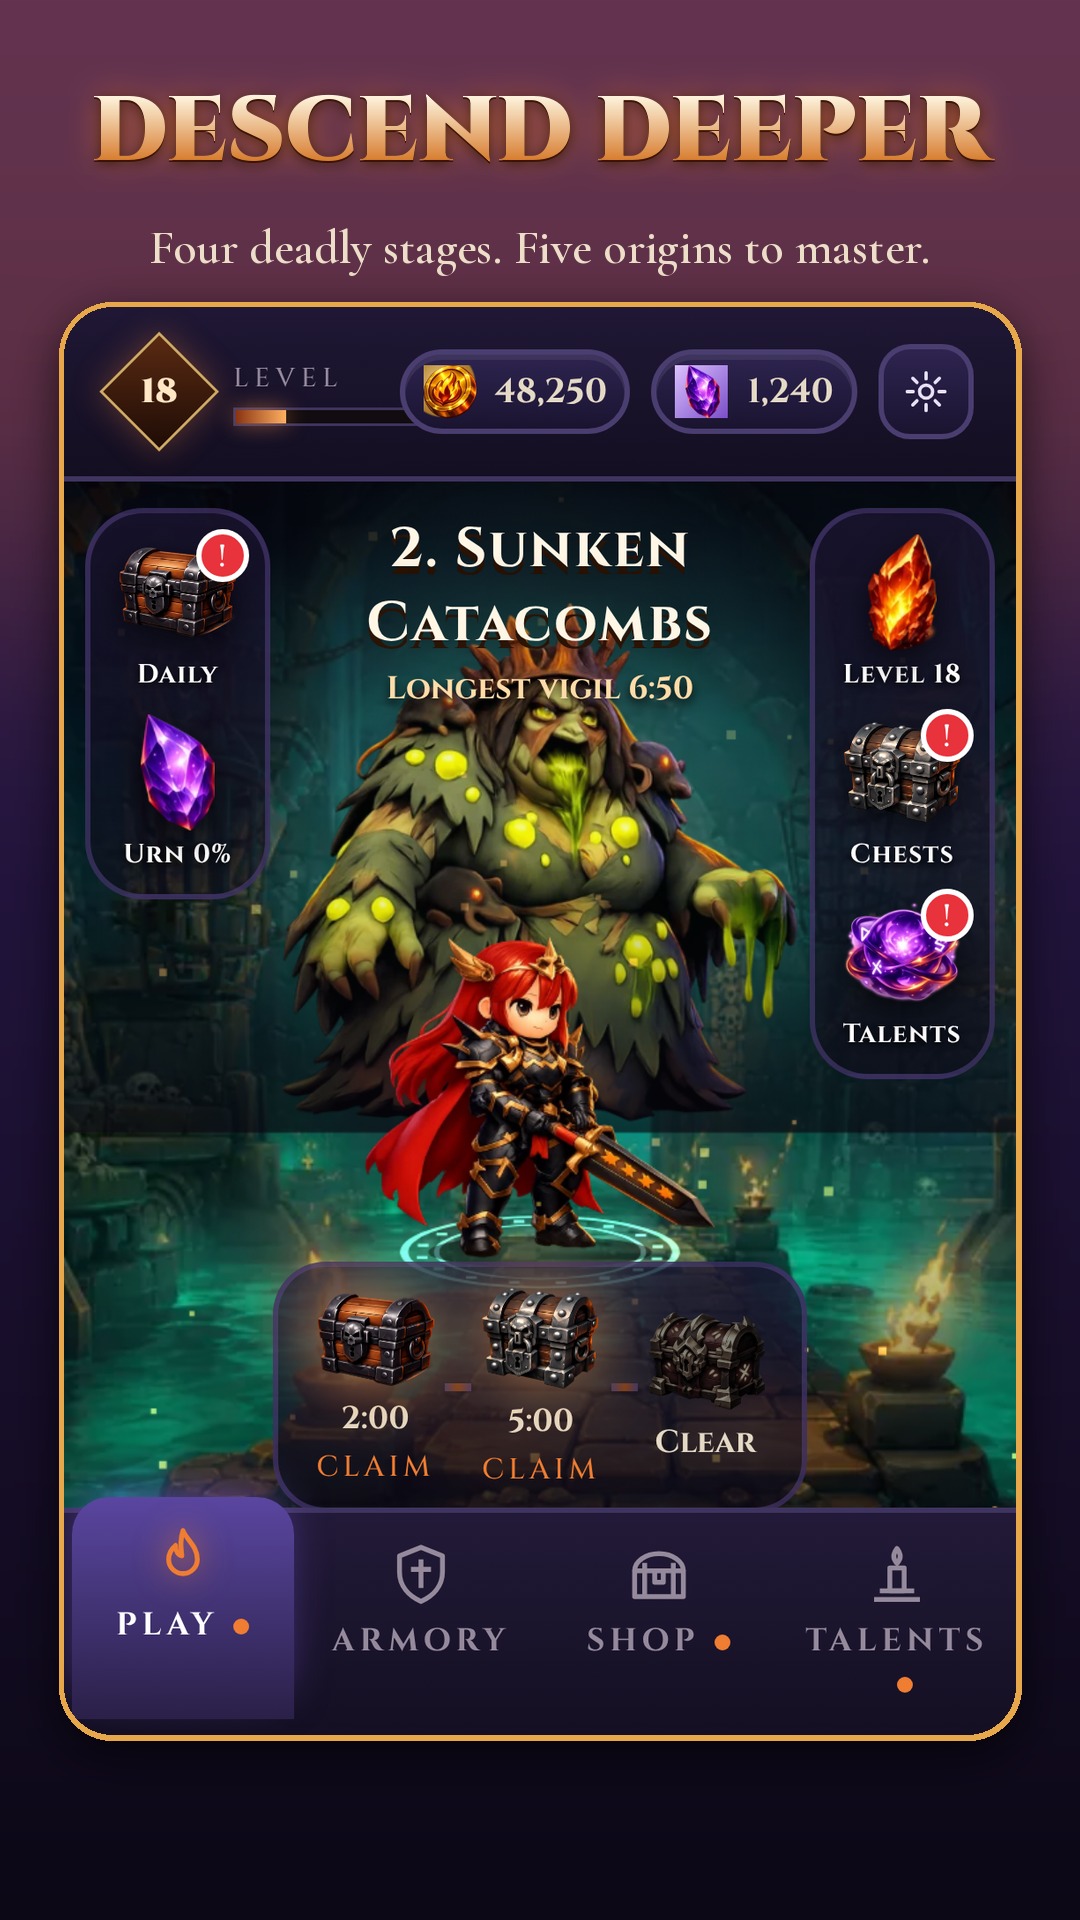 DESCEND DEEPER
Four deadly stages. Five origins to master.
18
LEVEL
48,250
1,240
2. Sunken
Catacombs
Longest vigil 6:50
!
Daily
Urn 0%
Level 18
!
Chests
!
Talents
2:00
CLAIM
5:00
CLAIM
Clear
PLAY
ARMORY
SHOP
TALENTS